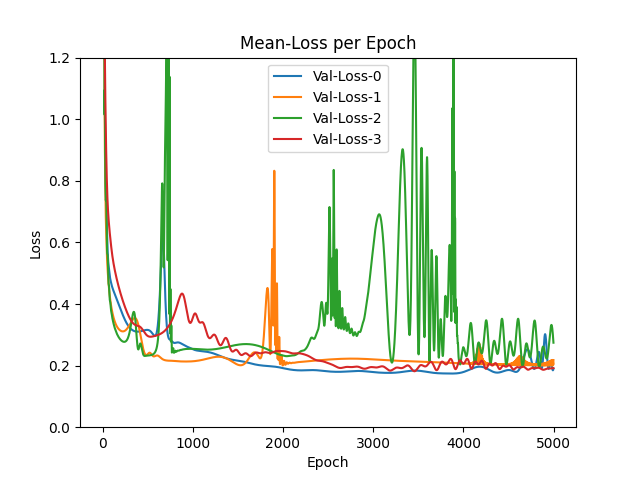 Mean-Loss per Epoch
1.2
1.0
0.8
0.6
0.4
0.2
0.0
Loss
Val-Loss-0
Val-Loss-1
Val-Loss-2
Val-Loss-3
0 1000 2000 3000 4000 5000
Epoch